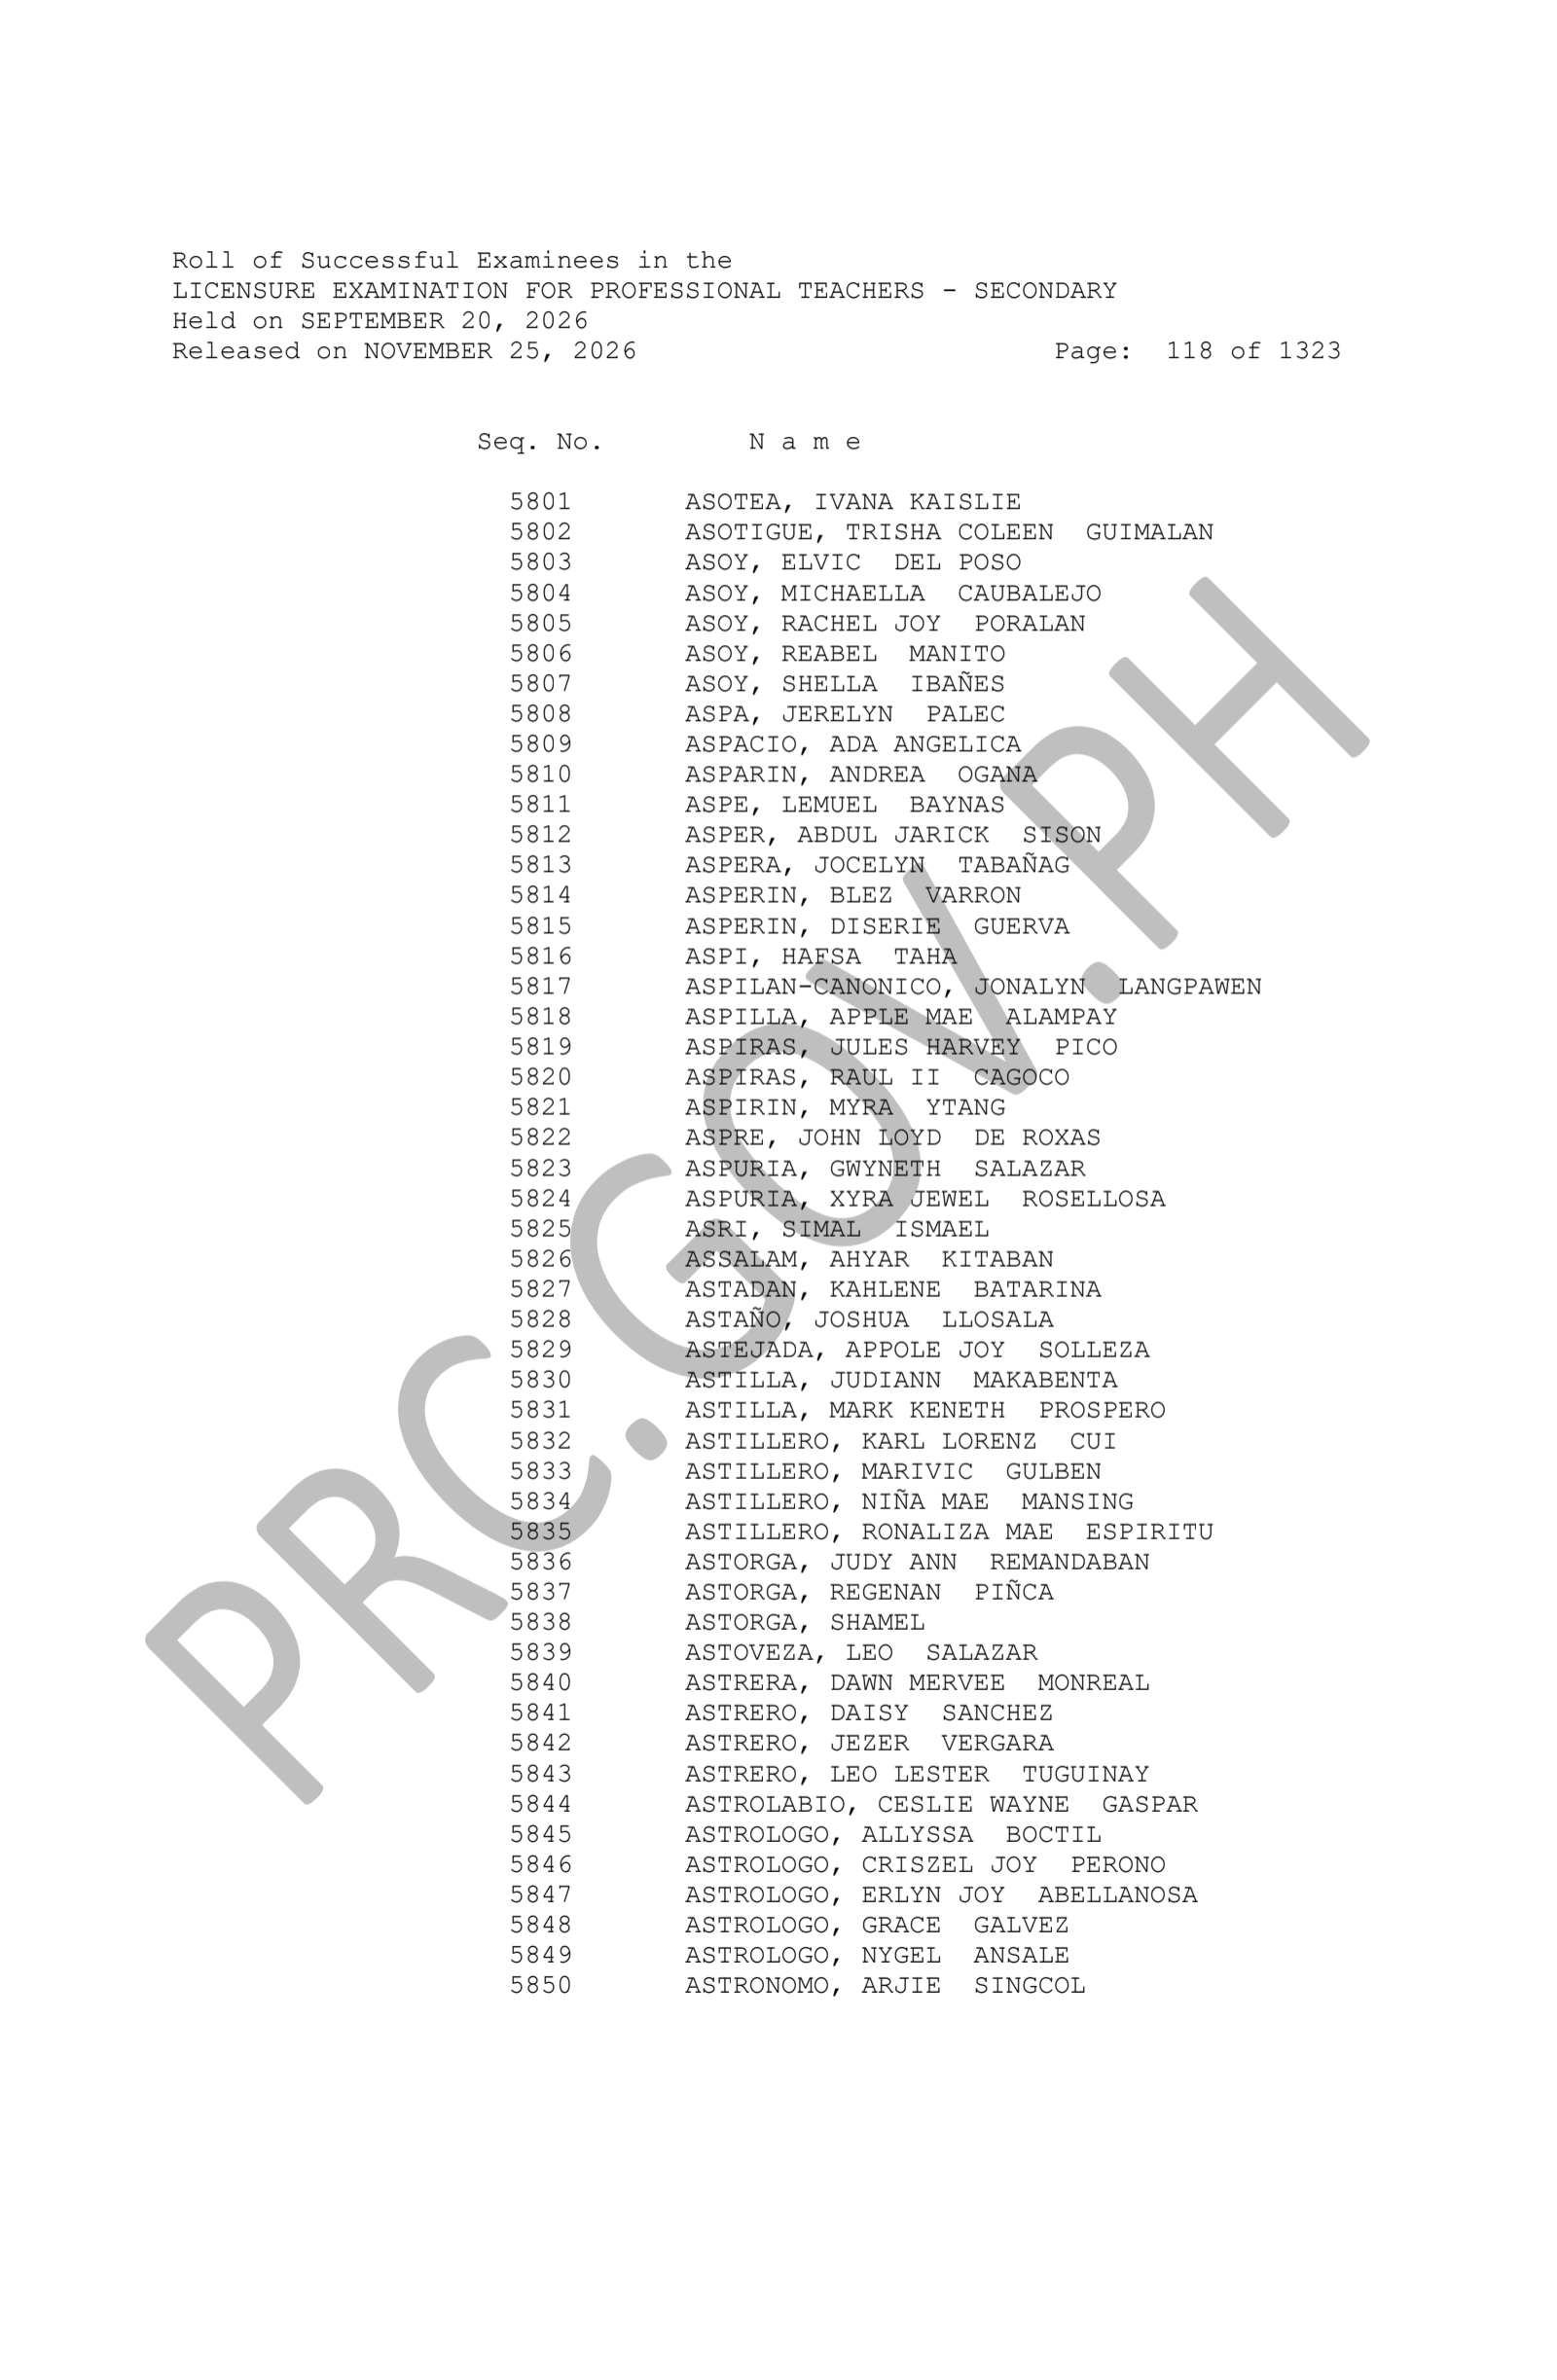 Roll of Successful Examinees in the
LICENSURE EXAMINATION FOR PROFESSIONAL TEACHERS - SECONDARY
Held on SEPTEMBER 20, 2026
Released on NOVEMBER 25, 2026 Page: 118 of 1323
Seq. No. N a m e
5801 ASOTEA, IVANA KAISLIE
5802 ASOTIGUE, TRISHA COLEEN GUIMALAN
5803 ASOY, ELVIC DEL POSO
5804 ASOY, MICHAELLA CAUBALEJO
5805 ASOY, RACHEL JOY PORALAN
5806 ASOY, REABEL MANITO
5807 ASOY, SHELLA IBAÑES
5808 ASPA, JERELYN PALEC
5809 ASPACIO, ADA ANGELICA
5810 ASPARIN, ANDREA OGANA
5811 ASPE, LEMUEL BAYNAS
5812 ASPER, ABDUL JARICK SISON
5813 ASPERA, JOCELYN TABAÑAG
5814 ASPERIN, BLEZ VARRON
5815 ASPERIN, DISERIE GUERVA
5816 ASPI, HAFSA TAHA
5817 ASPILAN-CANONICO, JONALYN LANGPAWEN
5818 ASPILLA, APPLE MAE ALAMPAY
5819 ASPIRAS, JULES HARVEY PICO
5820 ASPIRAS, RAUL II CAGOCO
5821 ASPIRIN, MYRA YTANG
5822 ASPRE, JOHN LOYD DE ROXAS
5823 ASPURIA, GWYNETH SALAZAR
5824 ASPURIA, XYRA JEWEL ROSELLOSA
5825 ASRI, SIMAL ISMAEL
5826 ASSALAM, AHYAR KITABAN
5827 ASTADAN, KAHLENE BATARINA
5828 ASTAÑO, JOSHUA LLOSALA
5829 ASTEJADA, APPOLE JOY SOLLEZA
5830 ASTILLA, JUDIANN MAKABENTA
5831 ASTILLA, MARK KENETH PROSPERO
5832 ASTILLERO, KARL LORENZ CUI
5833 ASTILLERO, MARIVIC GULBEN
5834 ASTILLERO, NIÑA MAE MANSING
5835 ASTILLERO, RONALIZA MAE ESPIRITU
5836 ASTORGA, JUDY ANN REMANDABAN
5837 ASTORGA, REGENAN PIÑCA
5838 ASTORGA, SHAMEL
5839 ASTOVEZA, LEO SALAZAR
5840 ASTRERA, DAWN MERVEE MONREAL
5841 ASTRERO, DAISY SANCHEZ
5842 ASTRERO, JEZER VERGARA
5843 ASTRERO, LEO LESTER TUGUINAY
5844 ASTROLABIO, CESLIE WAYNE GASPAR
5845 ASTROLOGO, ALLYSSA BOCTIL
5846 ASTROLOGO, CRISZEL JOY PERONO
5847 ASTROLOGO, ERLYN JOY ABELLANOSA
5848 ASTROLOGO, GRACE GALVEZ
5849 ASTROLOGO, NYGEL ANSALE
5850 ASTRONOMO, ARJIE SINGCOL
PRC.GOV.PH